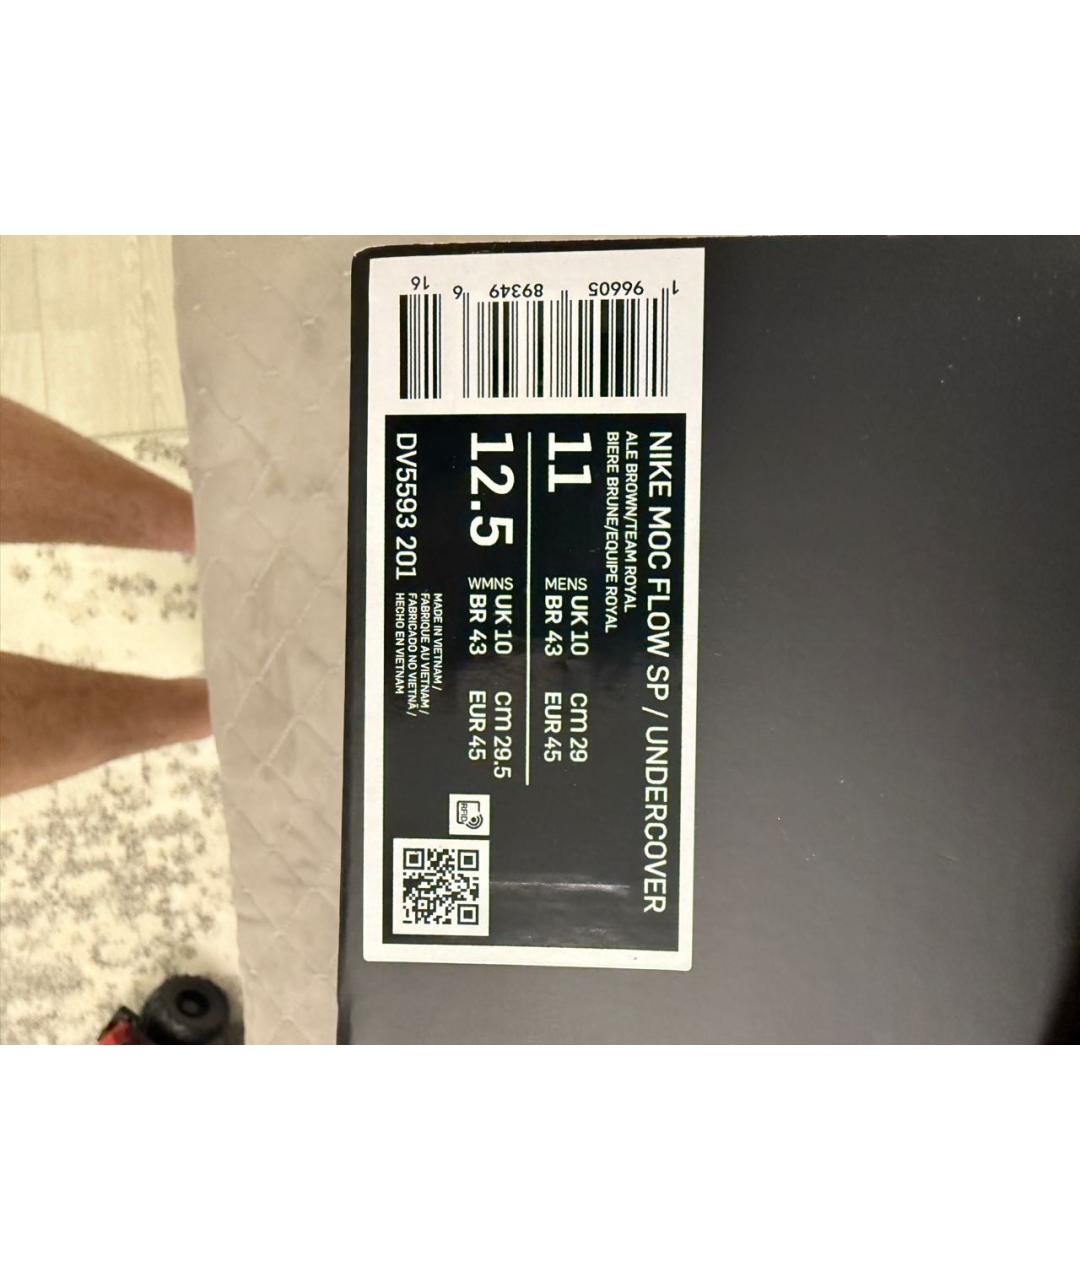 NIKE MOC FLOW SP / UNDERCOVER
ALE BROWN/TEAM ROYAL
BIERE BRUNE/EQUIPE ROYAL
11
MENS
UK 10 CM 29
BR 43 EUR 45
12.5
WMNS
UK 10 CM 29.5
BR 43 EUR 45
DV5593 201
MADE IN VIETNAM /
FABRIQUE AU VIETNAM /
FABRICADO NO VIETNÃ /
HECHO EN VIETNAM
RFID
1 96605 89349 6 16